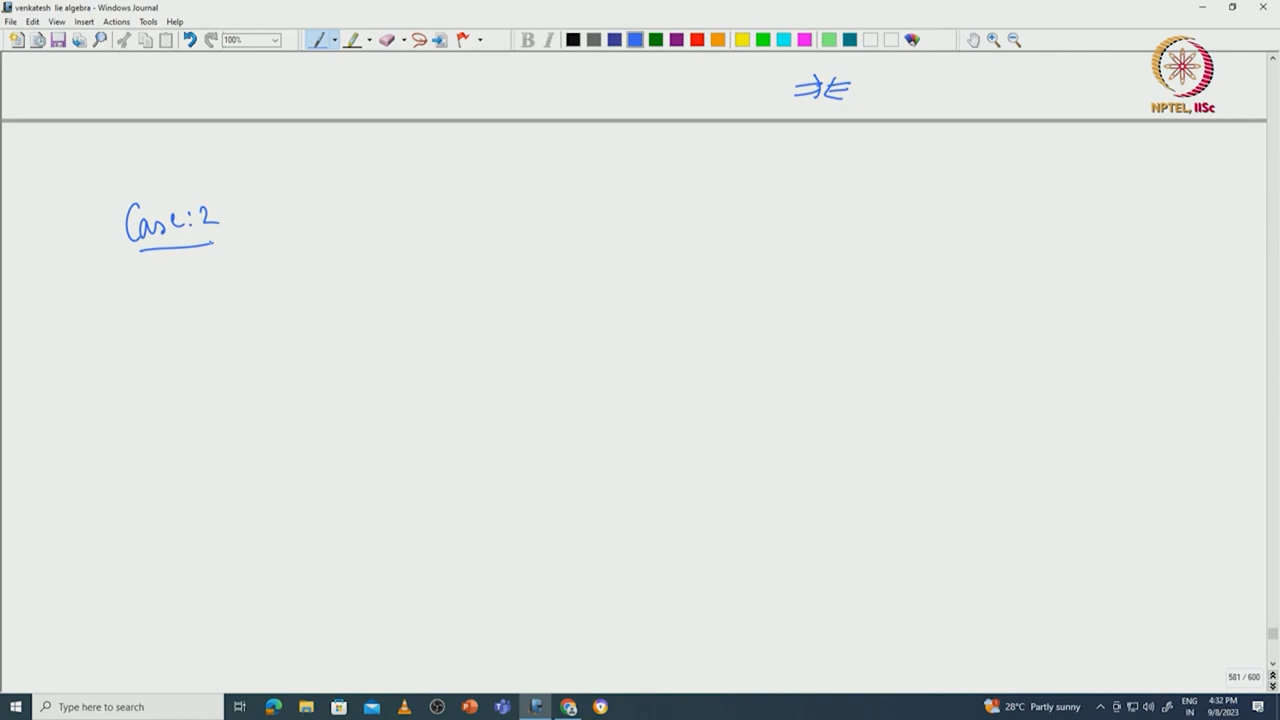 venkatesh lie algebra - Windows Journal
File Edit View Insert Actions Tools Help
100%
B I
⇒⇐
NPTEL, IISc
Case:2
581 / 600
Type here to search
28°C Partly sunny
ENG
IN
4:32 PM
9/8/2023